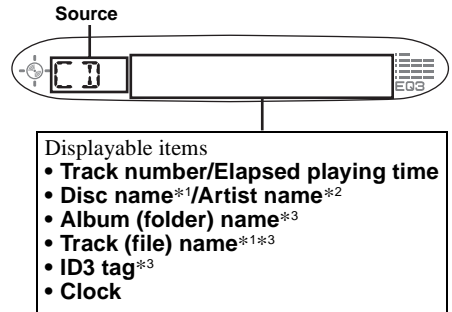 Source
CD
EQ3
Displayable items
• Track number/Elapsed playing time
• Disc name*1/Artist name*2
• Album (folder) name*3
• Track (file) name*1*3
• ID3 tag*3
• Clock